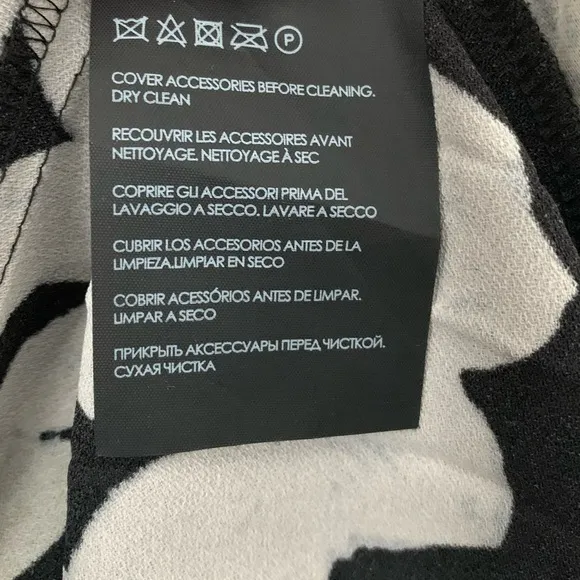 P
COVER ACCESSORIES BEFORE CLEANING.
DRY CLEAN
RECOUVRIR LES ACCESSOIRES AVANT
NETTOYAGE. NETTOYAGE À SEC
COPRIRE GLI ACCESSORI PRIMA DEL
LAVAGGIO A SECCO. LAVARE A SECCO
CUBRIR LOS ACCESORIOS ANTES DE LA
LIMPIEZA.LIMPIAR EN SECO
COBRIR ACESSÓRIOS ANTES DE LIMPAR.
LIMPAR A SECO
ПРИКРЫТЬ АКСЕССУАРЫ ПЕРЕД ЧИСТКОЙ.
СУХАЯ ЧИСТКА